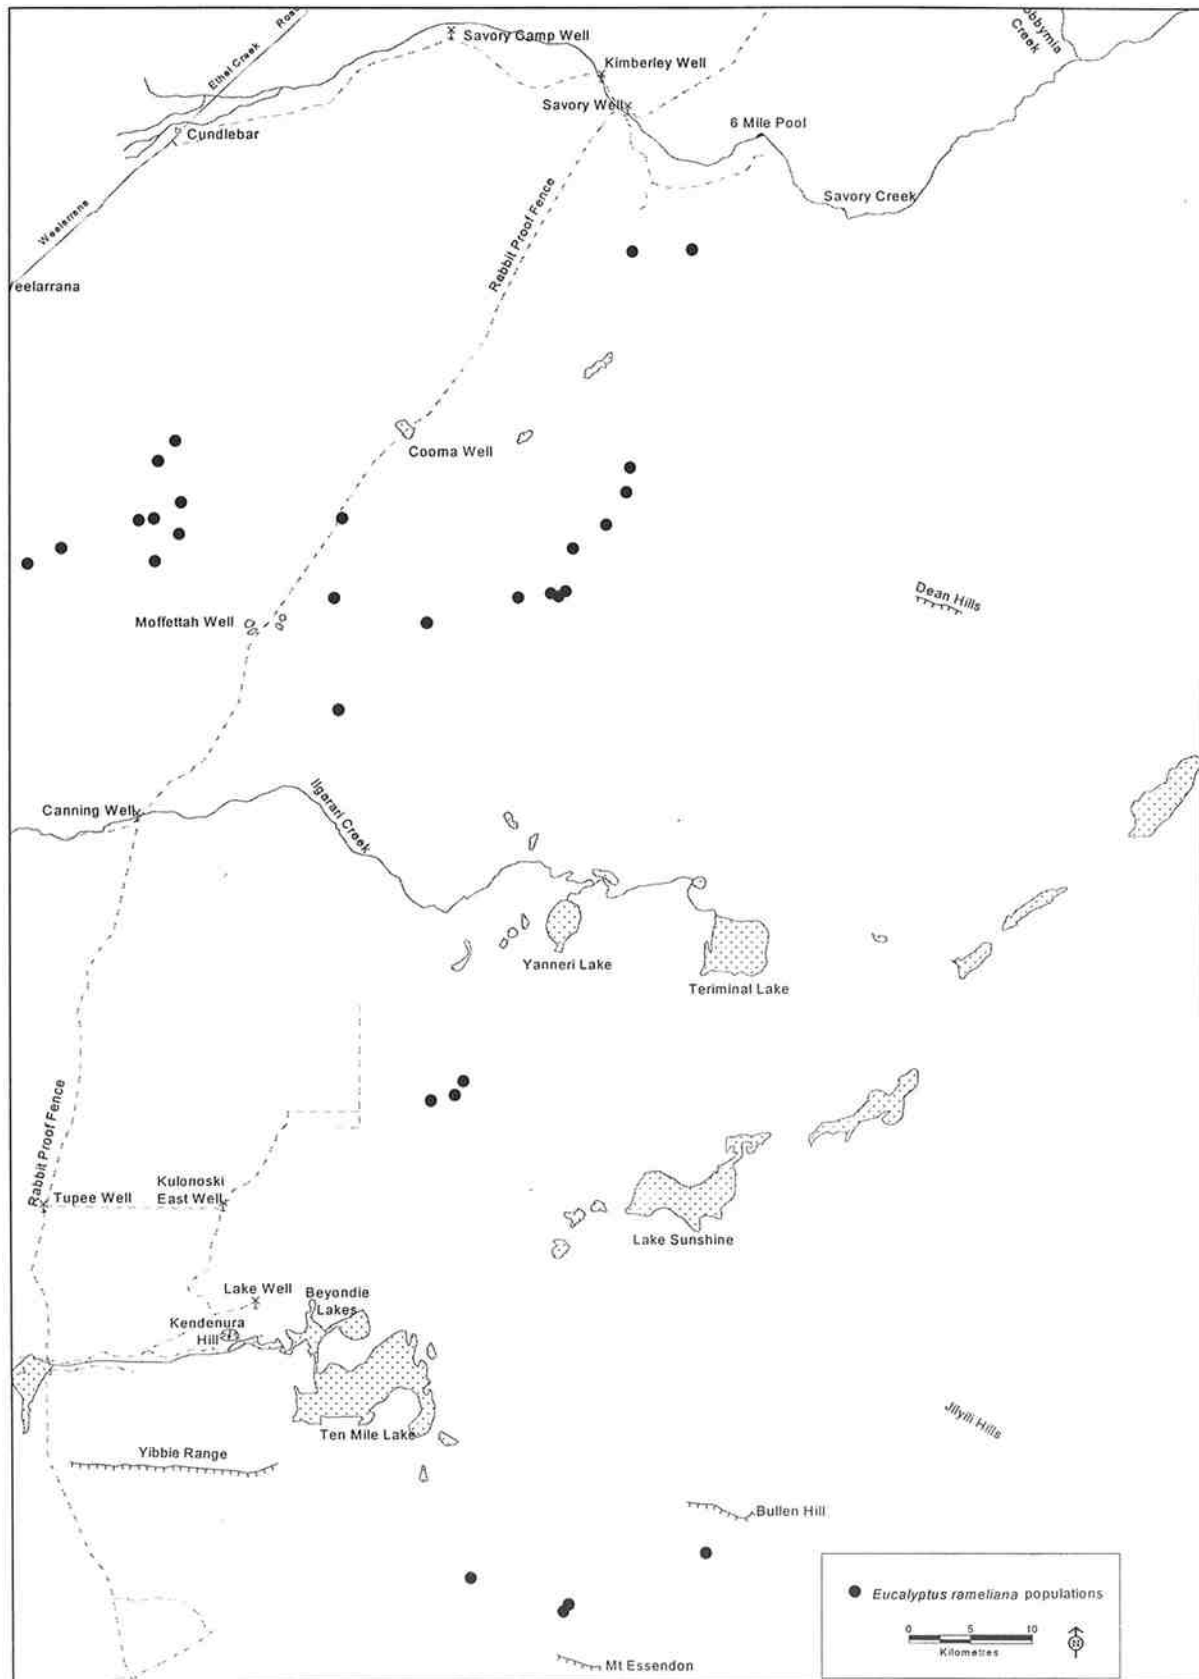 Road
obbymia
Creek
Savory Camp Well
Ethel Creek
Kimberley Well
Savory Well
6 Mile Pool
Cundlebar
Savory Creek
Weelarrana
Rabbit Proof Fence
eelarrana
Cooma Well
Dean Hills
Moffettah Well
Canning Well
Ilgarari Creek
Yanneri Lake
Teriminal Lake
Rabbit Proof Fence
Tupee Well
Kulonoski
East Well
Lake Sunshine
Lake Well
Beyondie
Lakes
Kendenura
Hill
Ten Mile Lake
Jilyili Hills
Yibbie Range
Bullen Hill
Eucalyptus rameliana populations
0 5 10
Kilometres
N
Mt Essendon